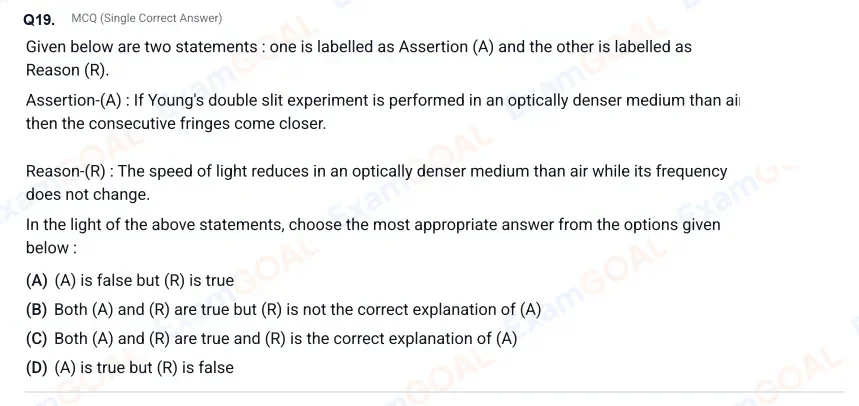 Q19. MCQ (Single Correct Answer)
Given below are two statements : one is labelled as Assertion (A) and the other is labelled as
Reason (R).
Assertion-(A) : If Young's double slit experiment is performed in an optically denser medium than air
then the consecutive fringes come closer.
Reason-(R) : The speed of light reduces in an optically denser medium than air while its frequency
does not change.
In the light of the above statements, choose the most appropriate answer from the options given
below :
(A) (A) is false but (R) is true
(B) Both (A) and (R) are true but (R) is not the correct explanation of (A)
(C) Both (A) and (R) are true and (R) is the correct explanation of (A)
(D) (A) is true but (R) is false